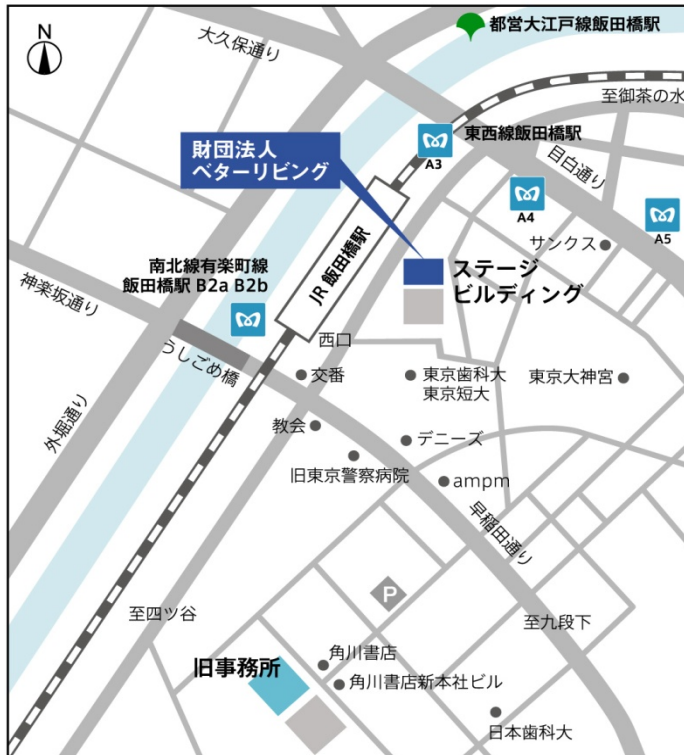 N
都営大江戸線飯田橋駅
大久保通り
至御茶の水
東西線飯田橋駅
A3
財団法人
ベターリビング
目白通り
A4
A5
サンクス
JR 飯田橋駅
南北線有楽町線
飯田橋駅 B2a B2b
神楽坂通り
ステージ
ビルディング
西口
うしごめ橋
交番
東京歯科大
東京短大
東京大神宮
外堀通り
教会
デニーズ
旧東京警察病院
ampm
早稲田通り
P
至四ツ谷
至九段下
旧事務所
角川書店
角川書店新本社ビル
日本歯科大